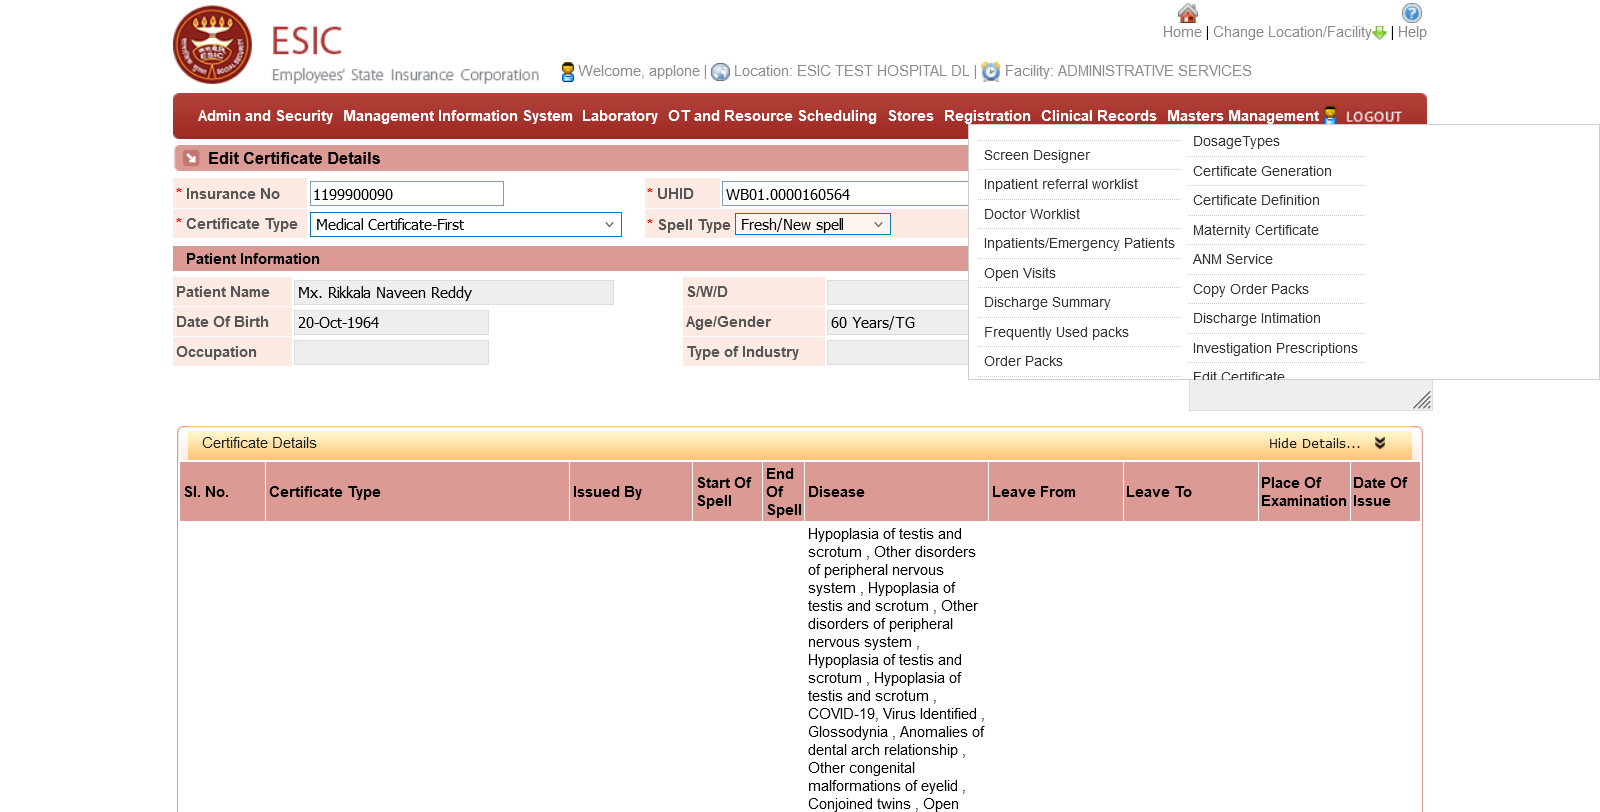 Home | Change Location/Facility | Help
ESIC
Employees' State Insurance Corporation
Welcome, applone | Location: ESIC TEST HOSPITAL DL | Facility: ADMINISTRATIVE SERVICES
Admin and Security Management Information System Laboratory OT and Resource Scheduling Stores Registration Clinical Records Masters Management LOGOUT
Edit Certificate Details
* Insurance No 1199900090 * UHID WB01.0000160564
* Certificate Type Medical Certificate-First * Spell Type Fresh/New spell
Patient Information
Patient Name Mx. Rikkala Naveen Reddy S/W/D
Date Of Birth 20-Oct-1964 Age/Gender 60 Years/TG
Occupation Type of Industry
Screen Designer
Inpatient referral worklist
Doctor Worklist
Inpatients/Emergency Patients
Open Visits
Discharge Summary
Frequently Used packs
Order Packs
DosageTypes
Certificate Generation
Certificate Definition
Maternity Certificate
ANM Service
Copy Order Packs
Discharge Intimation
Investigation Prescriptions
Edit Certificate
Certificate Details Hide Details...
Sl. No. Certificate Type Issued By Start Of Spell End Of Spell Disease Leave From Leave To Place Of Examination Date Of Issue
Hypoplasia of testis and
scrotum , Other disorders
of peripheral nervous
system , Hypoplasia of
testis and scrotum , Other
disorders of peripheral
nervous system ,
Hypoplasia of testis and
scrotum , Hypoplasia of
testis and scrotum ,
COVID-19, Virus Identified ,
Glossodynia , Anomalies of
dental arch relationship ,
Other congenital
malformations of eyelid ,
Conjoined twins , Open